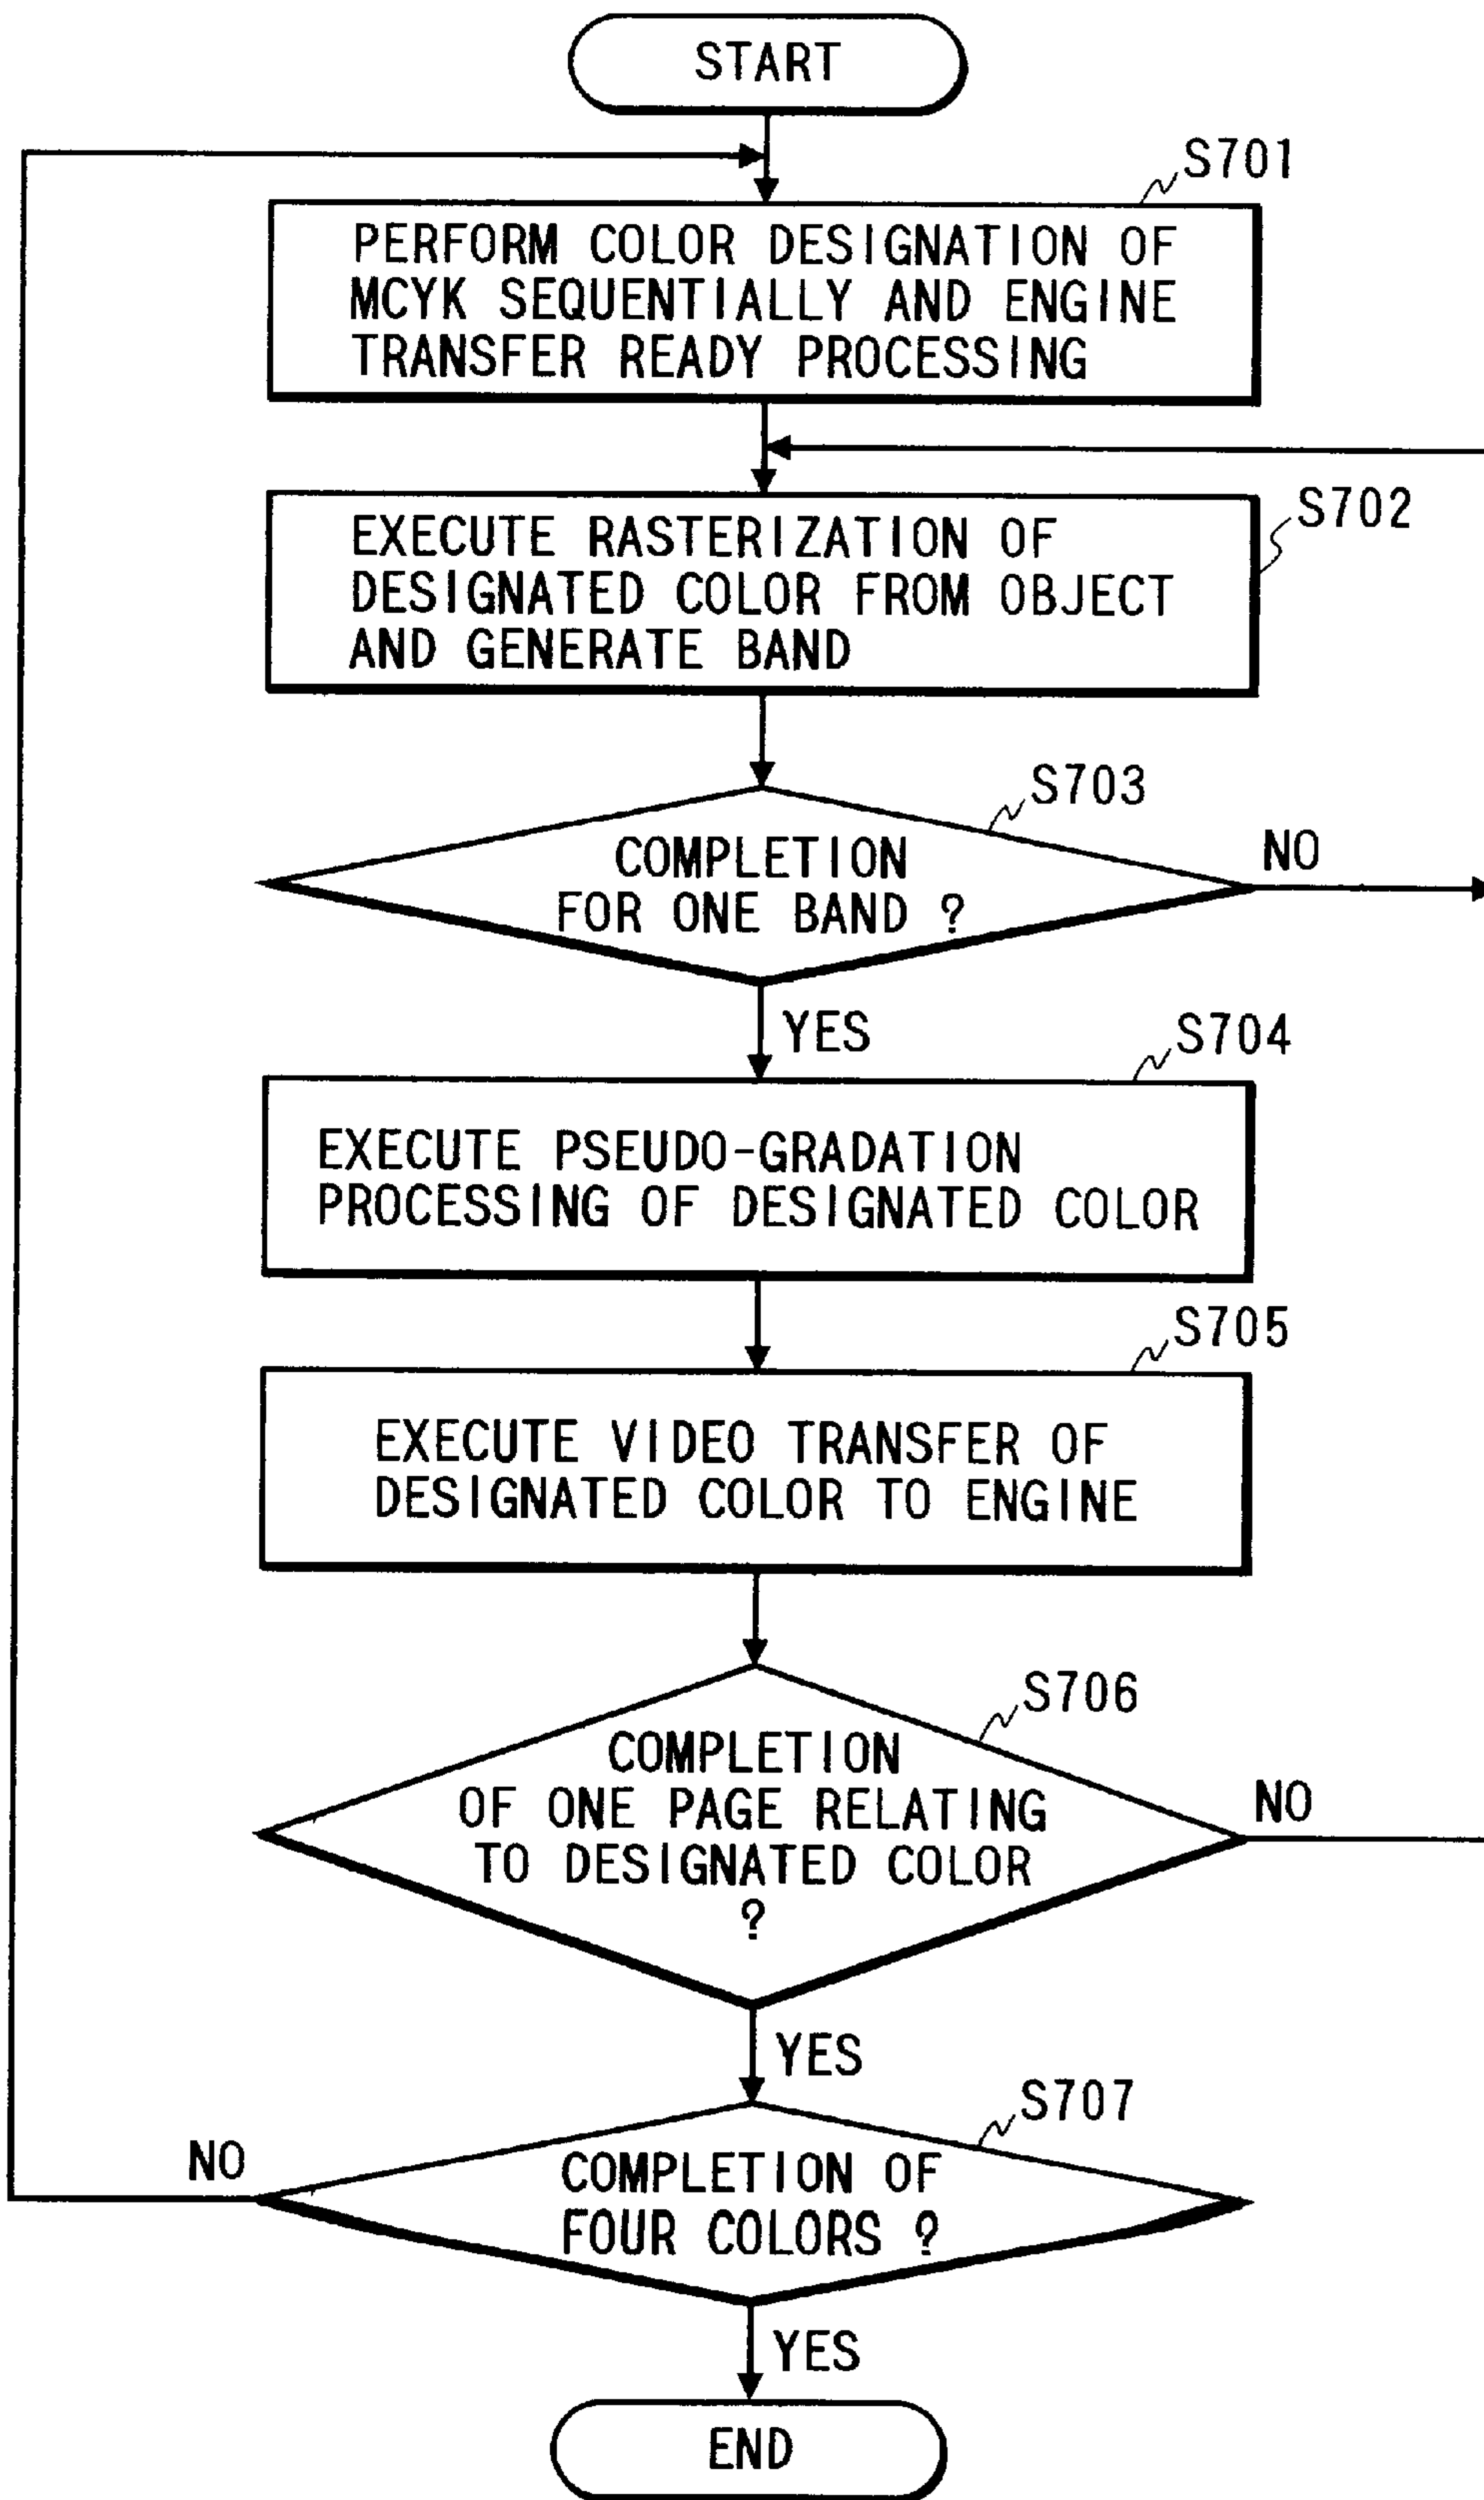 START
S701
PERFORM COLOR DESIGNATION OF
MCYK SEQUENTIALLY AND ENGINE
TRANSFER READY PROCESSING
S702
EXECUTE RASTERIZATION OF
DESIGNATED COLOR FROM OBJECT
AND GENERATE BAND
S703
COMPLETION
FOR ONE BAND ?
NO
YES
S704
EXECUTE PSEUDO-GRADATION
PROCESSING OF DESIGNATED COLOR
S705
EXECUTE VIDEO TRANSFER OF
DESIGNATED COLOR TO ENGINE
S706
COMPLETION
OF ONE PAGE RELATING
TO DESIGNATED COLOR
?
NO
YES
S707
NO
COMPLETION OF
FOUR COLORS ?
YES
END